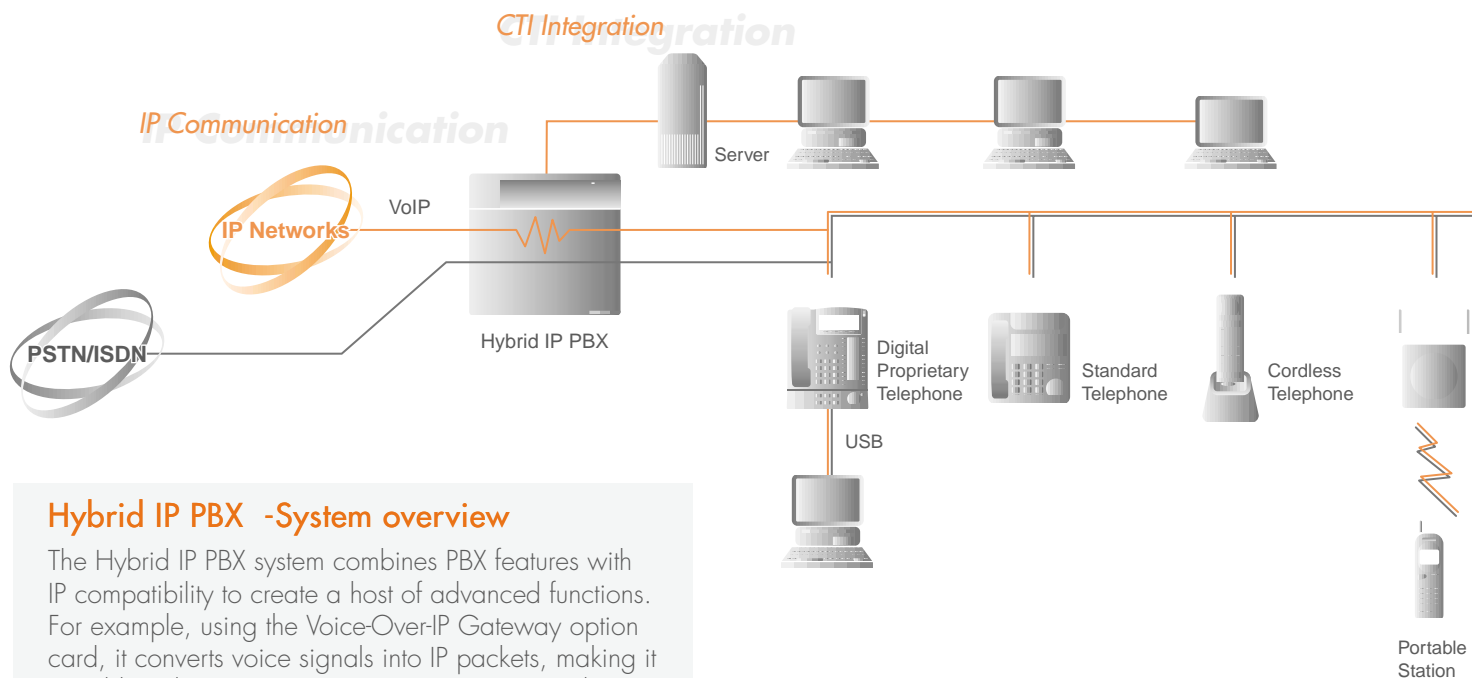 CTI Integration
IP Communication
Server
VoIP
IP Networks
PSTN/ISDN
Hybrid IP PBX
Digital
Proprietary
Telephone
Standard
Telephone
Cordless
Telephone
USB
Portable
Station
Hybrid IP PBX -System overview
The Hybrid IP PBX system combines PBX features with
IP compatibility to create a host of advanced functions.
For example, using the Voice-Over-IP Gateway option
card, it converts voice signals into IP packets, making it